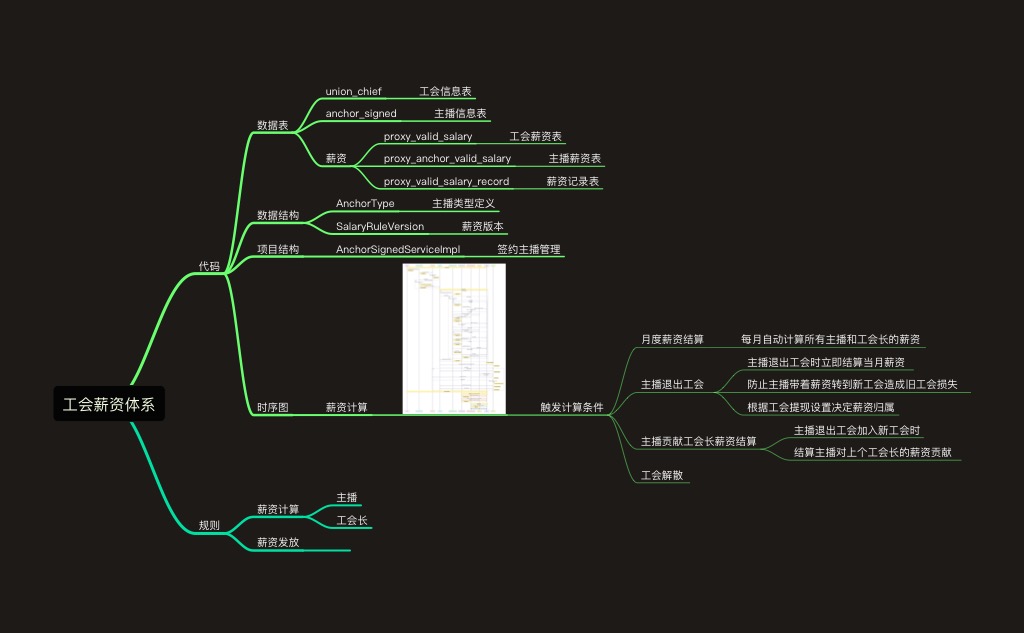 工会薪资体系
代码
数据表
union_chief 工会信息表
anchor_signed 主播信息表
薪资
proxy_valid_salary 工会薪资表
proxy_anchor_valid_salary 主播薪资表
proxy_valid_salary_record 薪资记录表
数据结构
AnchorType 主播类型定义
SalaryRuleVersion 薪资版本
项目结构 AnchorSignedServiceImpl 签约主播管理
时序图 薪资计算 触发计算条件
月度薪资结算 每月自动计算所有主播和工会长的薪资
主播退出工会
主播退出工会时立即结算当月薪资
防止主播带着薪资转到新工会造成旧工会损失
根据工会提现设置决定薪资归属
主播贡献工会长薪资结算
主播退出工会加入新工会时
结算主播对上个工会长的薪资贡献
工会解散
规则
薪资计算
主播
工会长
薪资发放